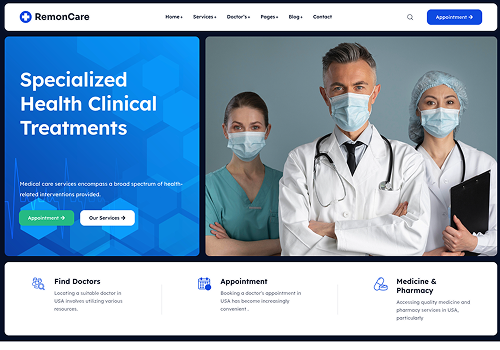 RemonCare
Home+ Services+ Doctor's+ Pages+ Blog+ Contact
Appointment →
Specialized
Health Clinical
Treatments
Medical care services encompass a broad spectrum of health-
related interventions provided.
Appointment →
Our Services →
Find Doctors
Locating a suitable doctor in
USA involves utilizing various
resources.
Appointment
Booking a doctor's appointment in
USA has become increasingly
convenient .
Medicine &
Pharmacy
Accessing quality medicine and
pharmacy services in USA,
particularly